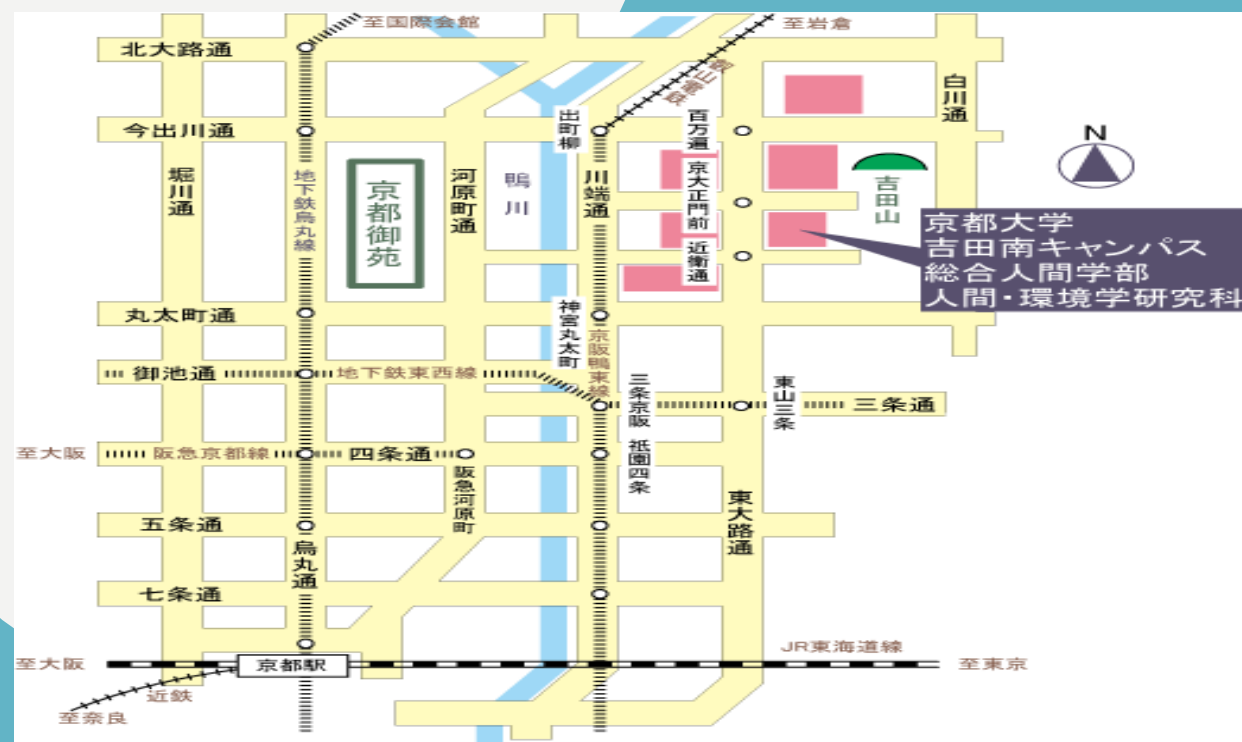 至国際会館
至岩倉
北大路通
叡山電鉄
白川通
出町柳
百万遍
今出川通
N
堀川通
地下鉄烏丸線
京都御苑
河原町通
鴨川
川端通
京大正門前
吉田山
近衛通
京都大学
吉田南キャンパス
総合人間学部
人間・環境学研究科
丸太町通
神宮丸太町
京阪鴨東線
御池通
地下鉄東西線
三条京阪
東山三条
三条通
至大阪
阪急京都線
四条通
祇園四条
阪急河原町
東大路通
五条通
烏丸通
七条通
JR東海道線
至大阪
京都駅
至東京
近鉄
至奈良